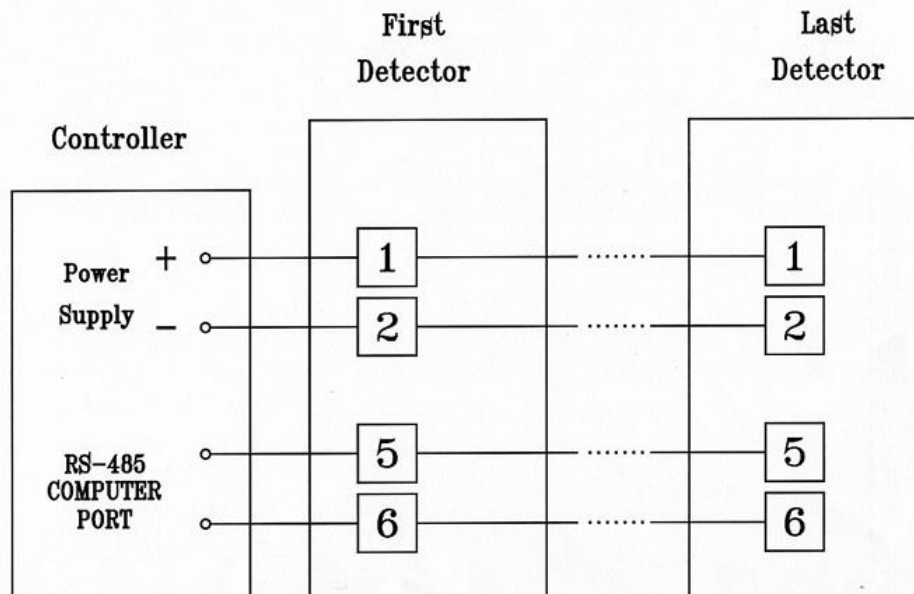 First
Detector
Last
Detector
Controller
Power
Supply
+
−
RS-485
COMPUTER
PORT
1
2
5
6
1
2
5
6